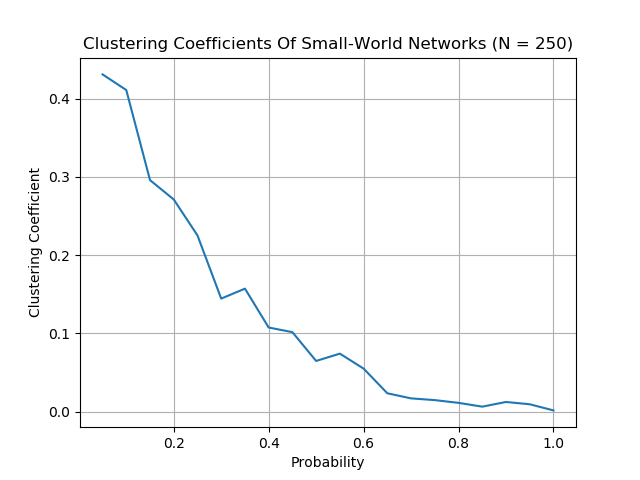 Clustering Coefficients Of Small-World Networks (N = 250)
0.4
0.3
0.2
0.1
0.0
Clustering Coefficient
0.2 0.4 0.6 0.8 1.0
Probability